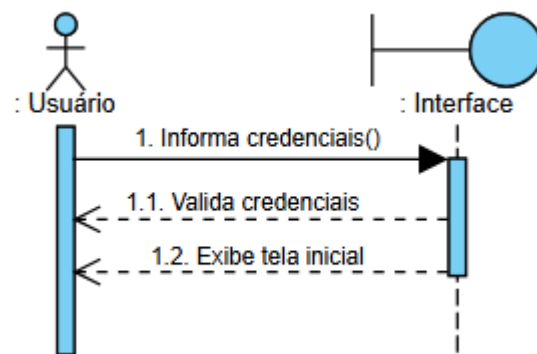 : Usuário
: Interface
1. Informa credenciais()
1.1. Valida credenciais
1.2. Exibe tela inicial